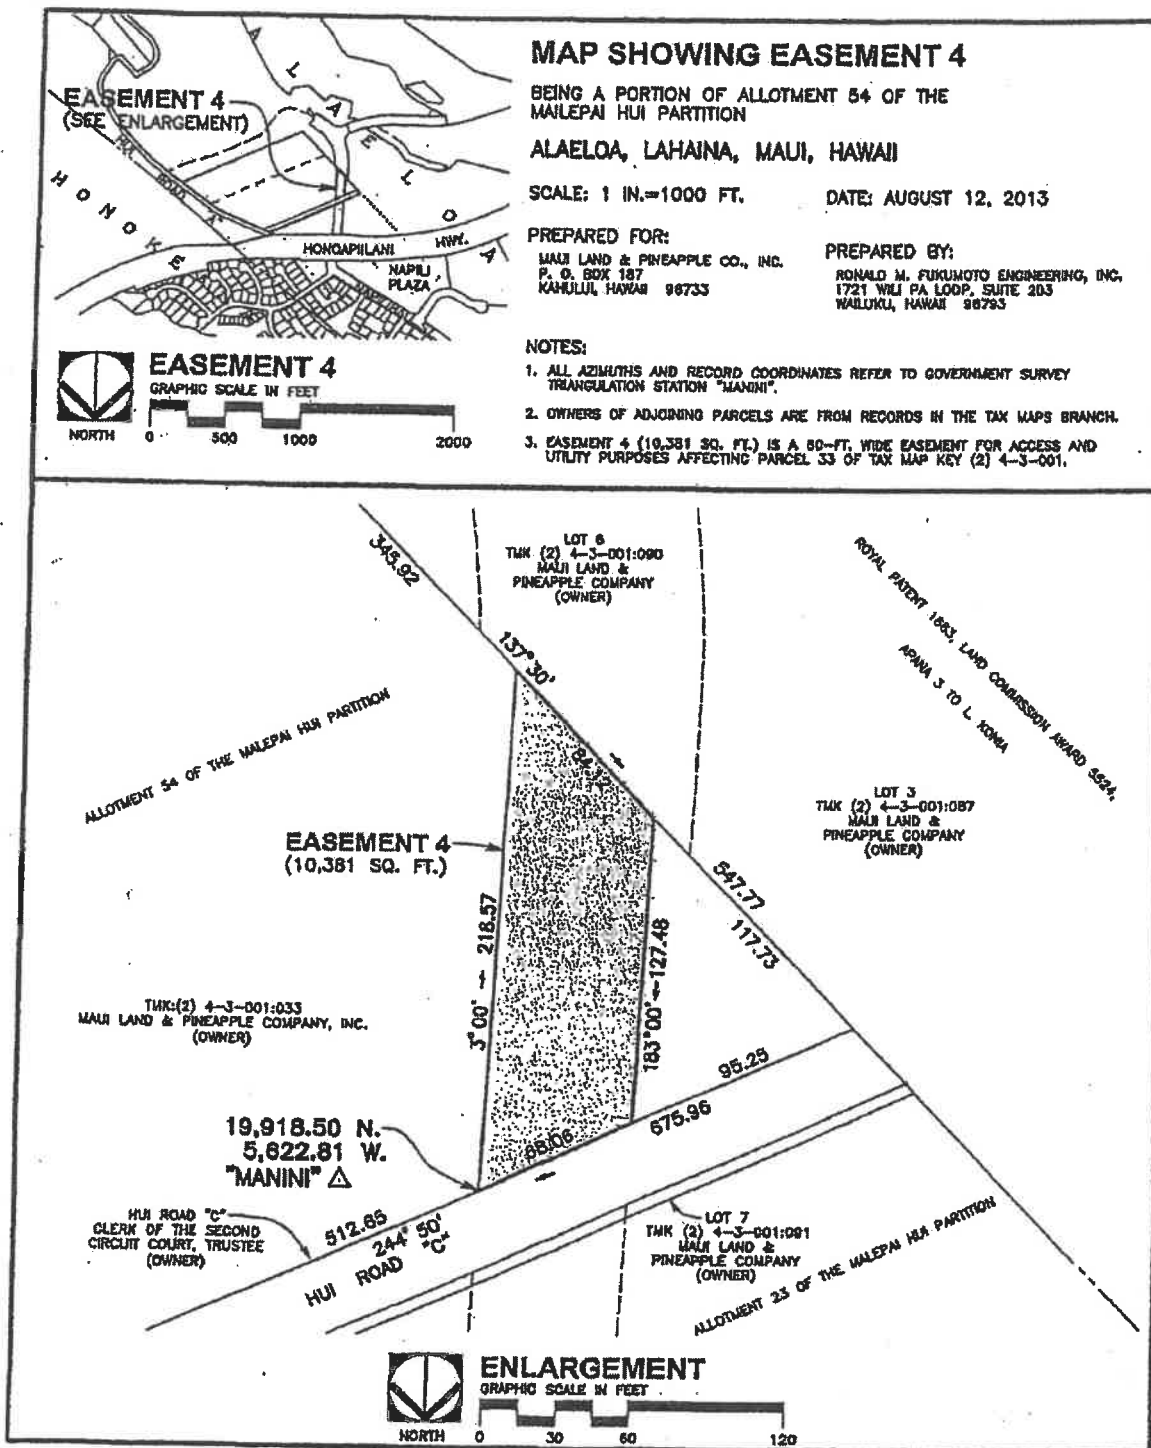 MAP SHOWING EASEMENT 4
BEING A PORTION OF ALLOTMENT 54 OF THE
MAILEPAI HUI PARTITION
ALAELOA, LAHAINA, MAUI, HAWAII
SCALE: 1 IN.=1000 FT.
DATE: AUGUST 12, 2013
PREPARED FOR:
MAUI LAND & PINEAPPLE CO., INC.
P. O. BOX 187
KAHULUI, HAWAII 96733
PREPARED BY:
RONALD M. FUKUMOTO ENGINEERING, INC.
1721 WILI PA LOOP, SUITE 203
WAILUKU, HAWAII 96793
NOTES:
1. ALL AZIMUTHS AND RECORD COORDINATES REFER TO GOVERNMENT SURVEY
TRIANGULATION STATION "MANINI".
2. OWNERS OF ADJOINING PARCELS ARE FROM RECORDS IN THE TAX MAPS BRANCH.
3. EASEMENT 4 (10,381 SQ. FT.) IS A 60-FT. WIDE EASEMENT FOR ACCESS AND
UTILITY PURPOSES AFFECTING PARCEL 33 OF TAX MAP KEY (2) 4-3-001.
EASEMENT 4
(SEE ENLARGEMENT)
ALAELOA
HUI ROAD
HONOKE
HONOAPIILANI HWY.
NAPILI
PLAZA
EASEMENT 4
GRAPHIC SCALE IN FEET
NORTH
0 500 1000 2000
345.92
LOT 6
TMK (2) 4-3-001:090
MAUI LAND &
PINEAPPLE COMPANY
(OWNER)
ROYAL PATENT 1663, LAND COMMISSION AWARD 5524,
APANA 3 TO L. KONIA
137°30'
84.12
ALLOTMENT 54 OF THE MALEPAI HUI PARTITION
LOT 3
TMK (2) 4-3-001:087
MAUI LAND &
PINEAPPLE COMPANY
(OWNER)
EASEMENT 4
(10,381 SQ. FT.)
547.77
117.73
3°00' 218.57
183°00' 127.48
TMK:(2) 4-3-001:033
MAUI LAND & PINEAPPLE COMPANY, INC.
(OWNER)
95.25
675.96
68.06
19,918.50 N.
5,622.81 W.
"MANINI"
HUI ROAD "C"
CLERK OF THE SECOND
CIRCUIT COURT, TRUSTEE
(OWNER)
512.65
244° 50'
HUI ROAD "C"
LOT 7
TMK (2) 4-3-001:091
MAUI LAND &
PINEAPPLE COMPANY
(OWNER)
ALLOTMENT 23 OF THE MALEPAI HUI PARTITION
ENLARGEMENT
GRAPHIC SCALE IN FEET
NORTH
0 30 60 120